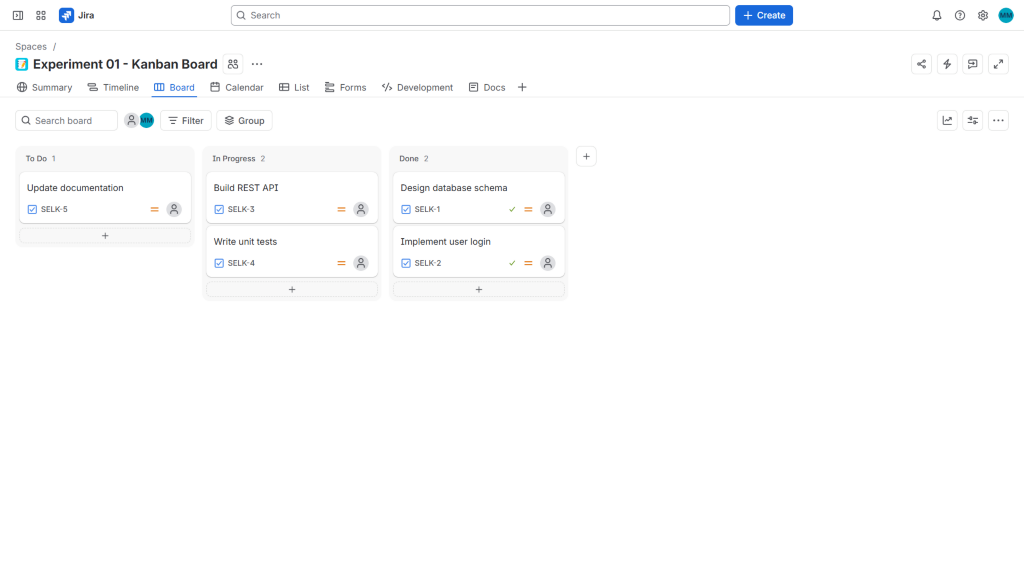 Jira
Search
Create
MM
Spaces /
Experiment 01 - Kanban Board
Summary
Timeline
Board
Calendar
List
Forms
Development
Docs
Search board
MM
Filter
Group
To Do 1
Update documentation
SELK-5
In Progress 2
Build REST API
SELK-3
Write unit tests
SELK-4
Done 2
Design database schema
SELK-1
Implement user login
SELK-2